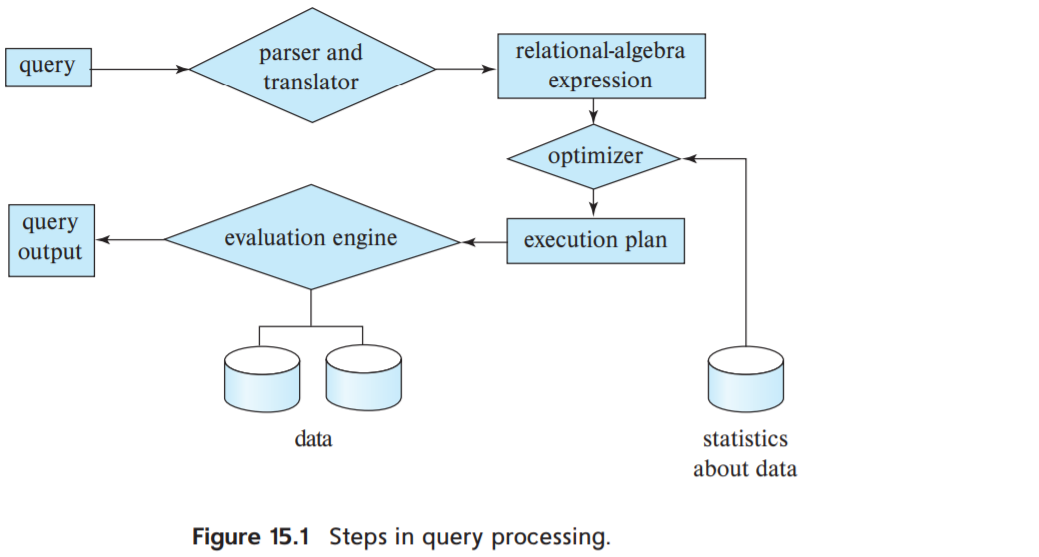 query
parser and
translator
relational-algebra
expression
optimizer
query
output
evaluation engine
execution plan
data
statistics
about data
Figure 15.1 Steps in query processing.